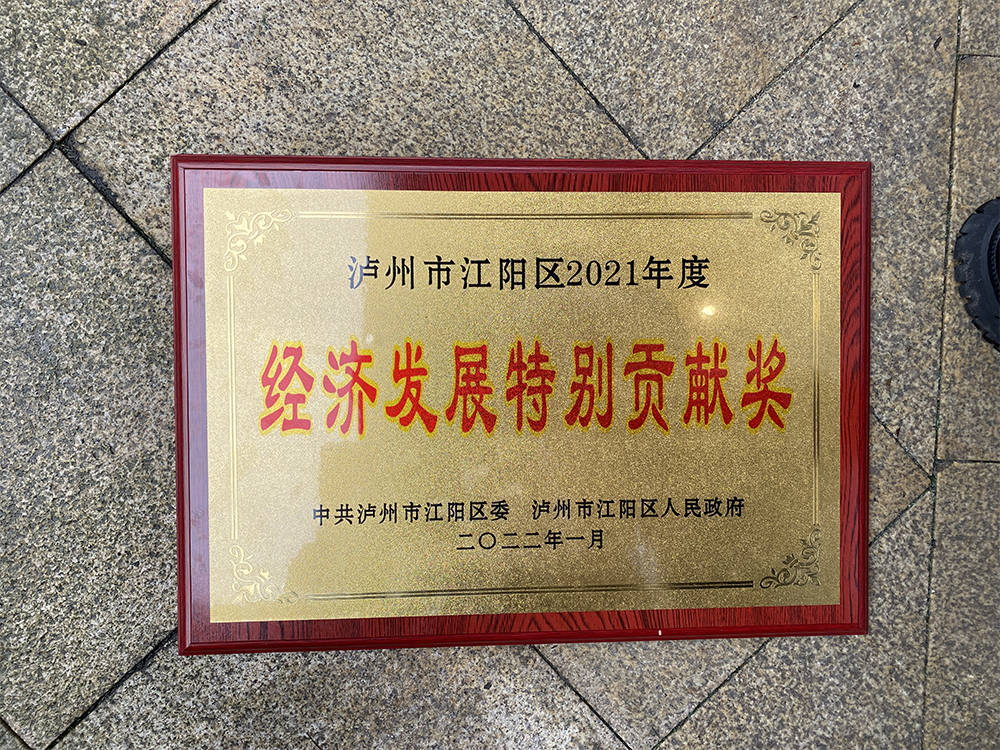 泸州市江阳区2021年度
经济发展特别贡献奖
中共泸州市江阳区委 泸州市江阳区人民政府
二〇二二年一月